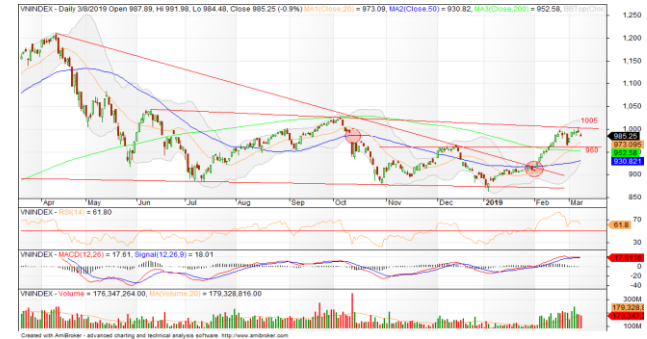 VNINDEX - Daily 3/8/2019 Open 987.89, Hi 991.98, Lo 984.48, Close 985.25 (-0.9%) MA1(Close,20) = 973.09, MA2(Close,50) = 930.82, MA3(Close,200) = 952.58,
1,250
1,200
1,150
1,100
1,050
1005
1,000
985.25
973.095
960
952.58
930.821
900
850
Apr May Jun Jul Aug Sep Oct Nov Dec 2019 Feb Mar
VNINDEX - RSI(14) = 61.80
70
61.8
30
VNINDEX - MACD(12,26) = 17.61, Signal(12,26,9) = 18.01
0
-20
-40
VNINDEX - Volume = 176,347,264.00, MA(Volume,20) = 179,328,816.00
300M
179,328,8
100M
Created with AmiBroker - advanced charting and technical analysis software. http://www.amibroker.com